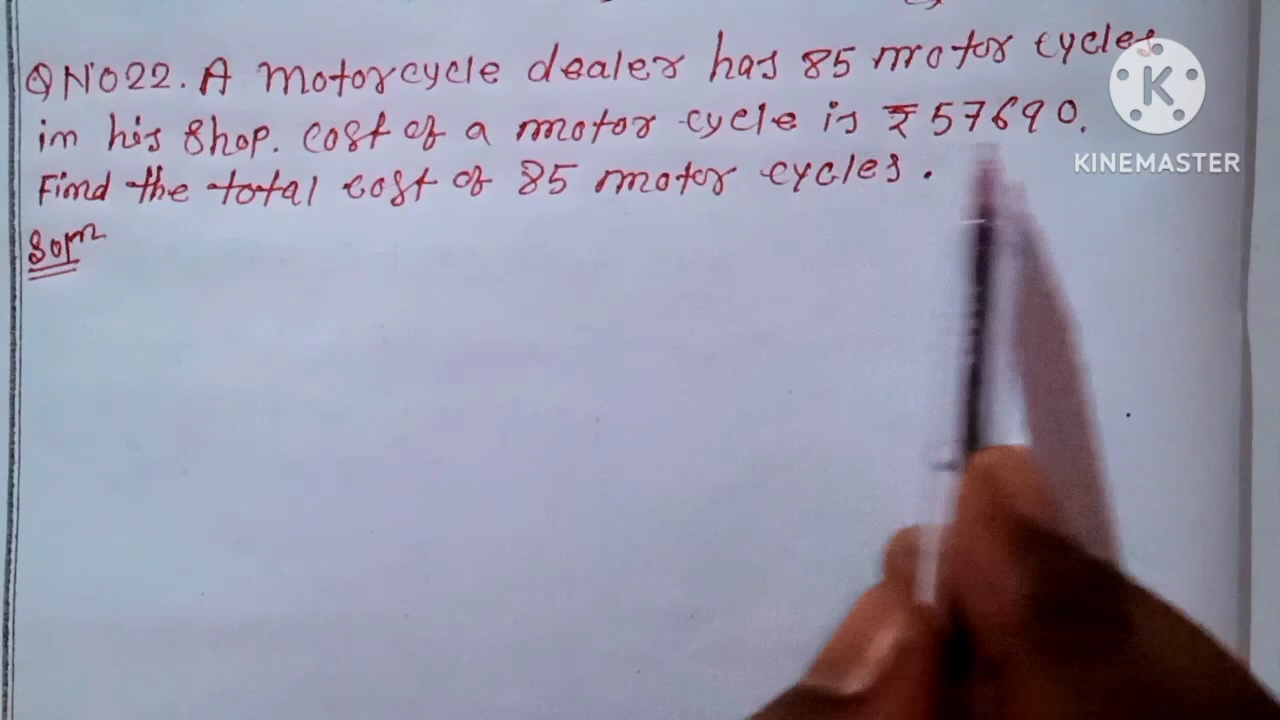 QNO22. A motorcycle dealer has 85 motor cycles
in his shop. cost of a motor cycle is ₹57690.
Find the total cost of 85 motor cycles.
Solⁿ
K
KINEMASTER